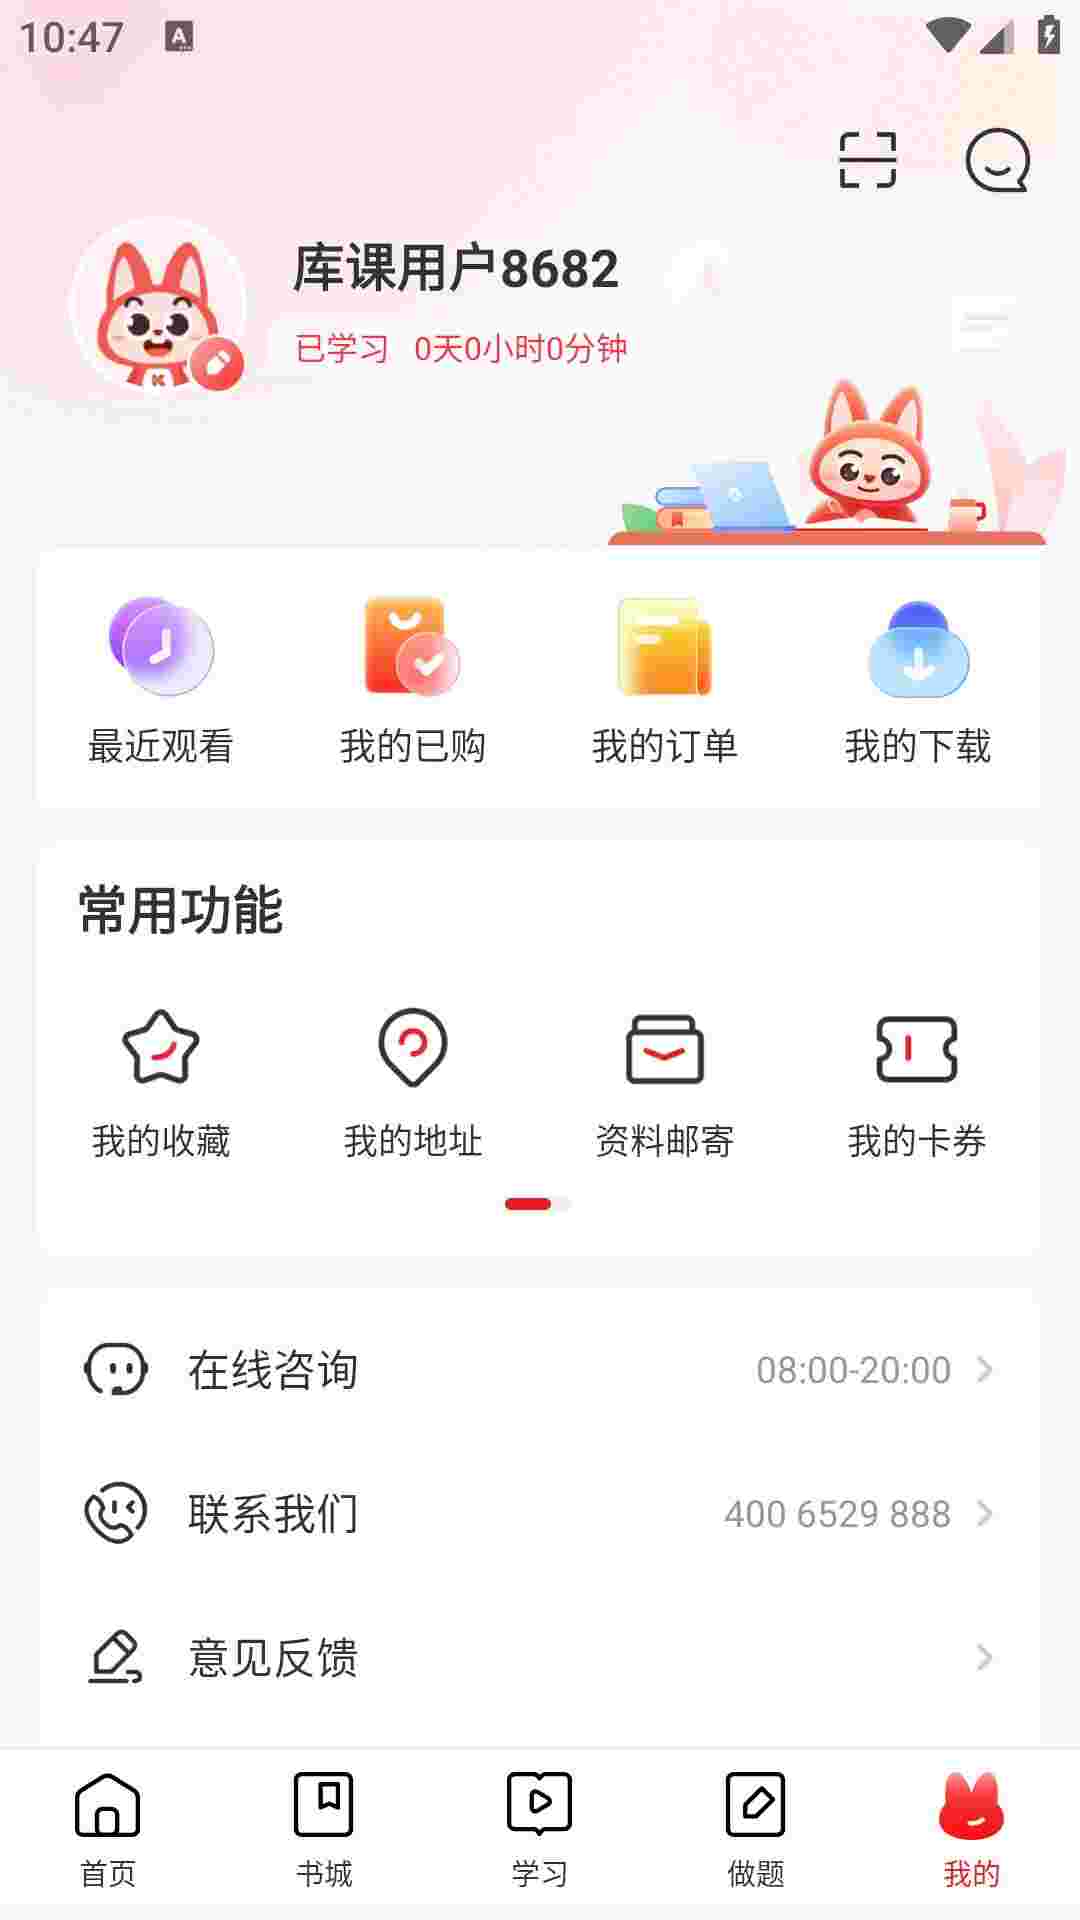 10:47
库课用户8682
已学习 0天0小时0分钟
最近观看 我的已购 我的订单 我的下载
常用功能
我的收藏 我的地址 资料邮寄 我的卡券
在线咨询 08:00-20:00
联系我们 400 6529 888
意见反馈
首页 书城 学习 做题 我的